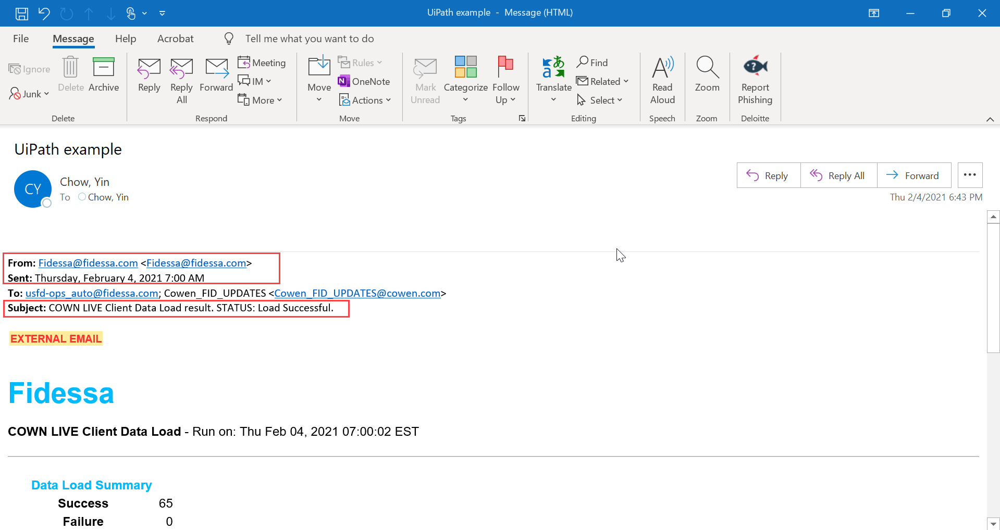 UiPath example  -  Message (HTML)
File Message Help Acrobat Tell me what you want to do
Ignore
Junk
Delete
Archive
Delete
Reply
Reply All
Forward
Meeting
IM
More
Respond
Move
Rules
OneNote
Actions
Move
Mark Unread
Categorize
Follow Up
Tags
Translate
Find
Related
Select
Editing
Read Aloud
Speech
Zoom
Zoom
Report Phishing
Deloitte
UiPath example
CY
Chow, Yin
To Chow, Yin
Reply Reply All Forward ...
Thu 2/4/2021 6:43 PM
From: Fidessa@fidessa.com <Fidessa@fidessa.com>
Sent: Thursday, February 4, 2021 7:00 AM
To: usfd-ops_auto@fidessa.com; Cowen_FID_UPDATES <Cowen_FID_UPDATES@cowen.com>
Subject: COWN LIVE Client Data Load result. STATUS: Load Successful.
EXTERNAL EMAIL
Fidessa
COWN LIVE Client Data Load - Run on: Thu Feb 04, 2021 07:00:02 EST
Data Load Summary
Success 65
Failure 0